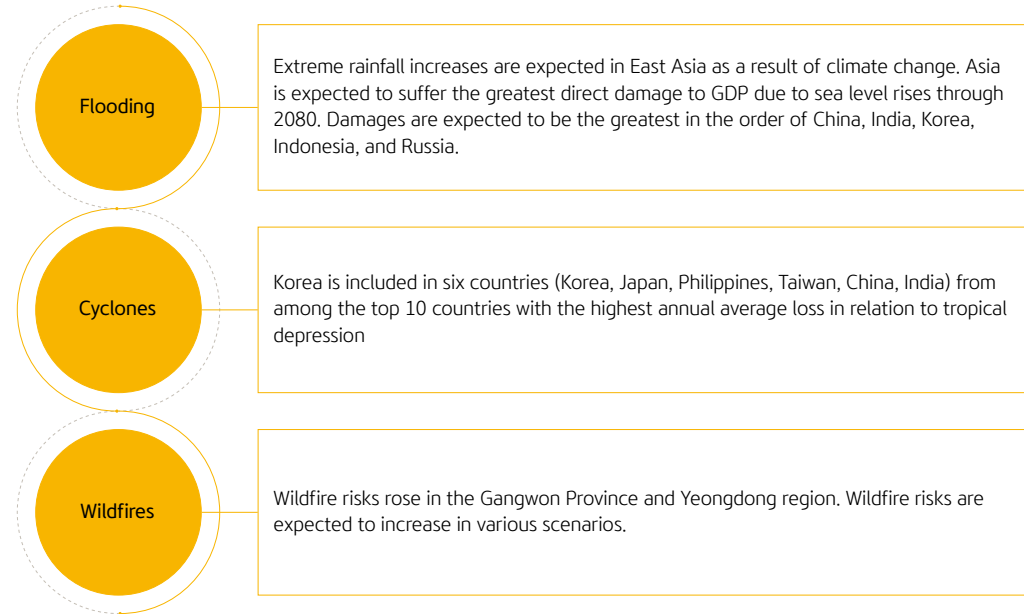 Flooding
Extreme rainfall increases are expected in East Asia as a result of climate change. Asia
is expected to suffer the greatest direct damage to GDP due to sea level rises through
2080. Damages are expected to be the greatest in the order of China, India, Korea,
Indonesia, and Russia.
Cyclones
Korea is included in six countries (Korea, Japan, Philippines, Taiwan, China, India) from
among the top 10 countries with the highest annual average loss in relation to tropical
depression
Wildfires
Wildfire risks rose in the Gangwon Province and Yeongdong region. Wildfire risks are
expected to increase in various scenarios.